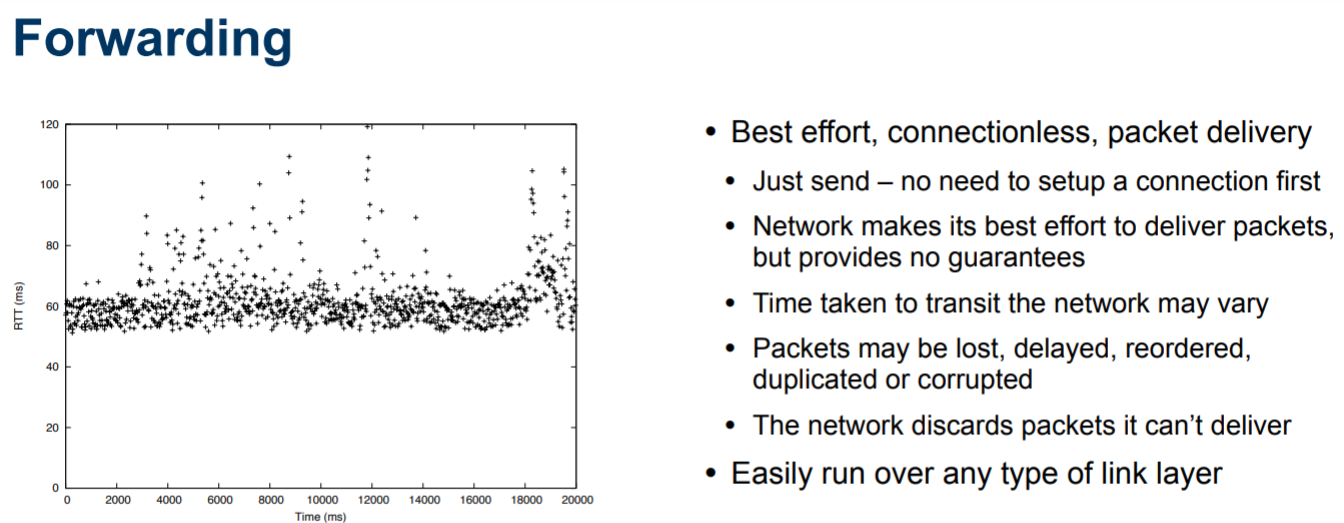 Forwarding
120
100
80
60
40
20
0
RTT (ms)
0 2000 4000 6000 8000 10000 12000 14000 16000 18000 20000
Time (ms)
• Best effort, connectionless, packet delivery
• Just send – no need to setup a connection first
• Network makes its best effort to deliver packets,
but provides no guarantees
• Time taken to transit the network may vary
• Packets may be lost, delayed, reordered,
duplicated or corrupted
• The network discards packets it can’t deliver
• Easily run over any type of link layer